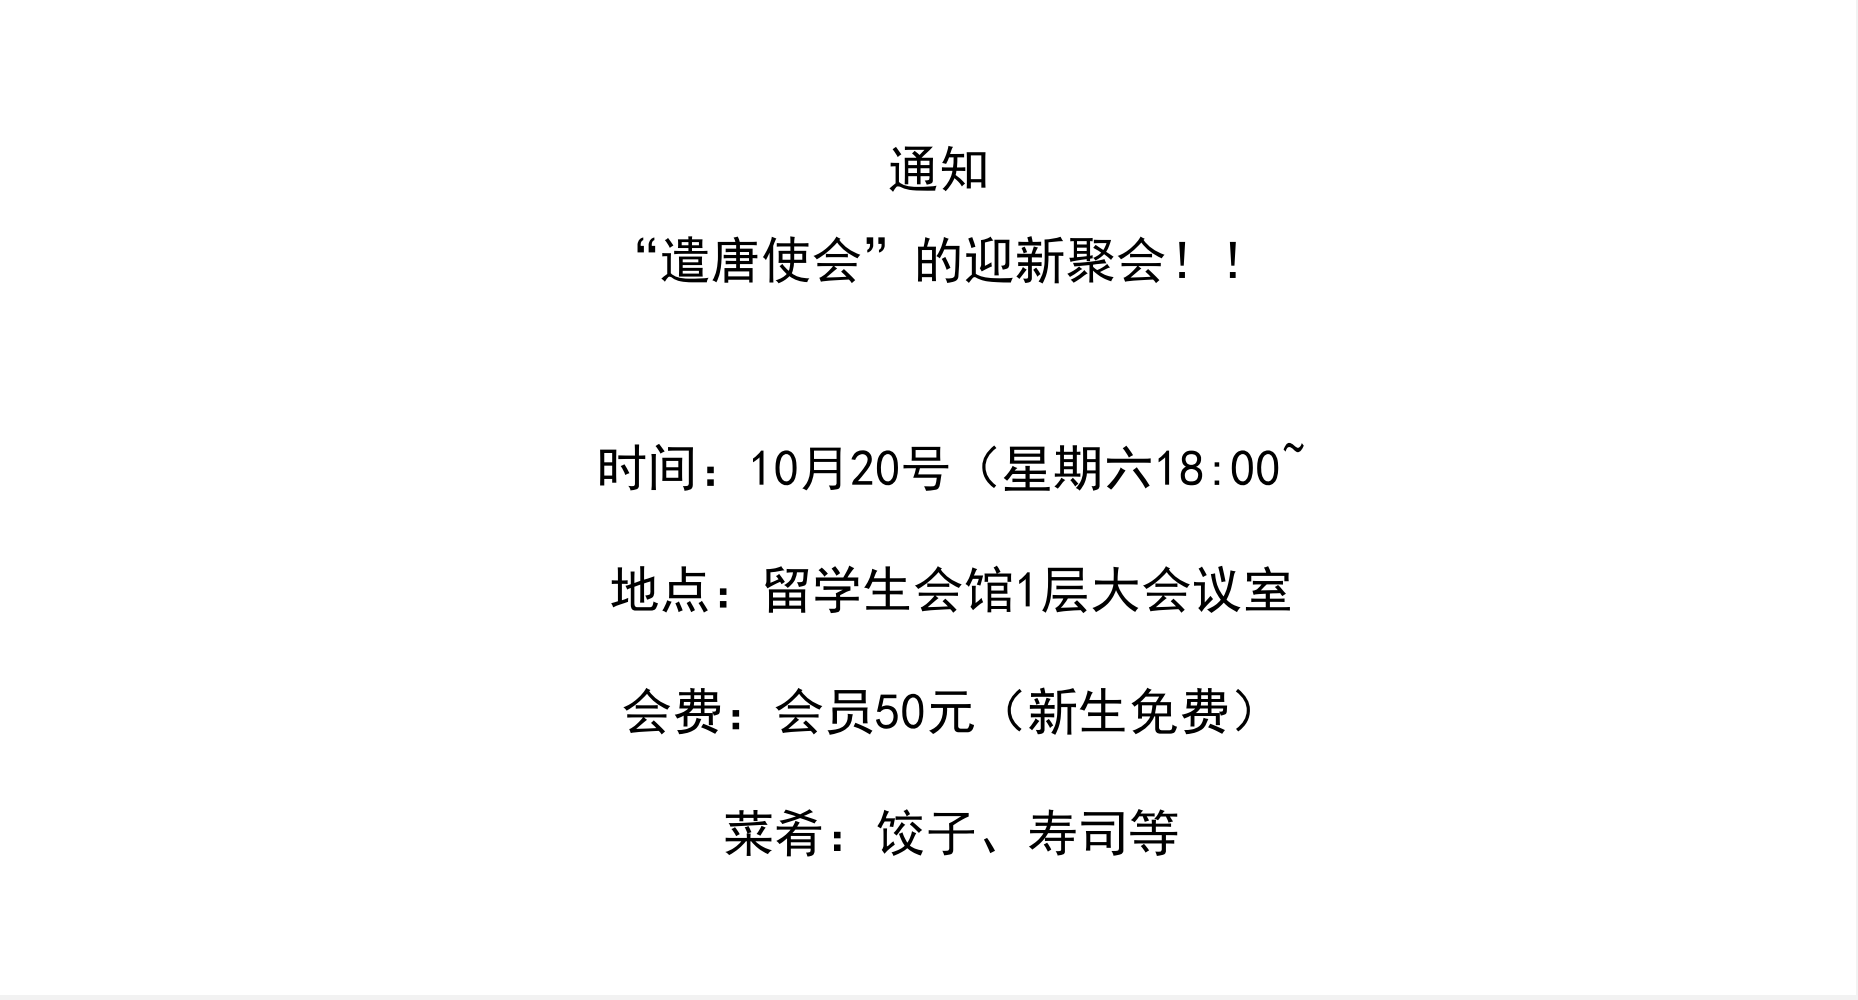 通知
“遣唐使会”的迎新聚会！！
时间：10月20号（星期六18:00~
地点：留学生会馆1层大会议室
会费：会员50元（新生免费）
菜肴：饺子、寿司等